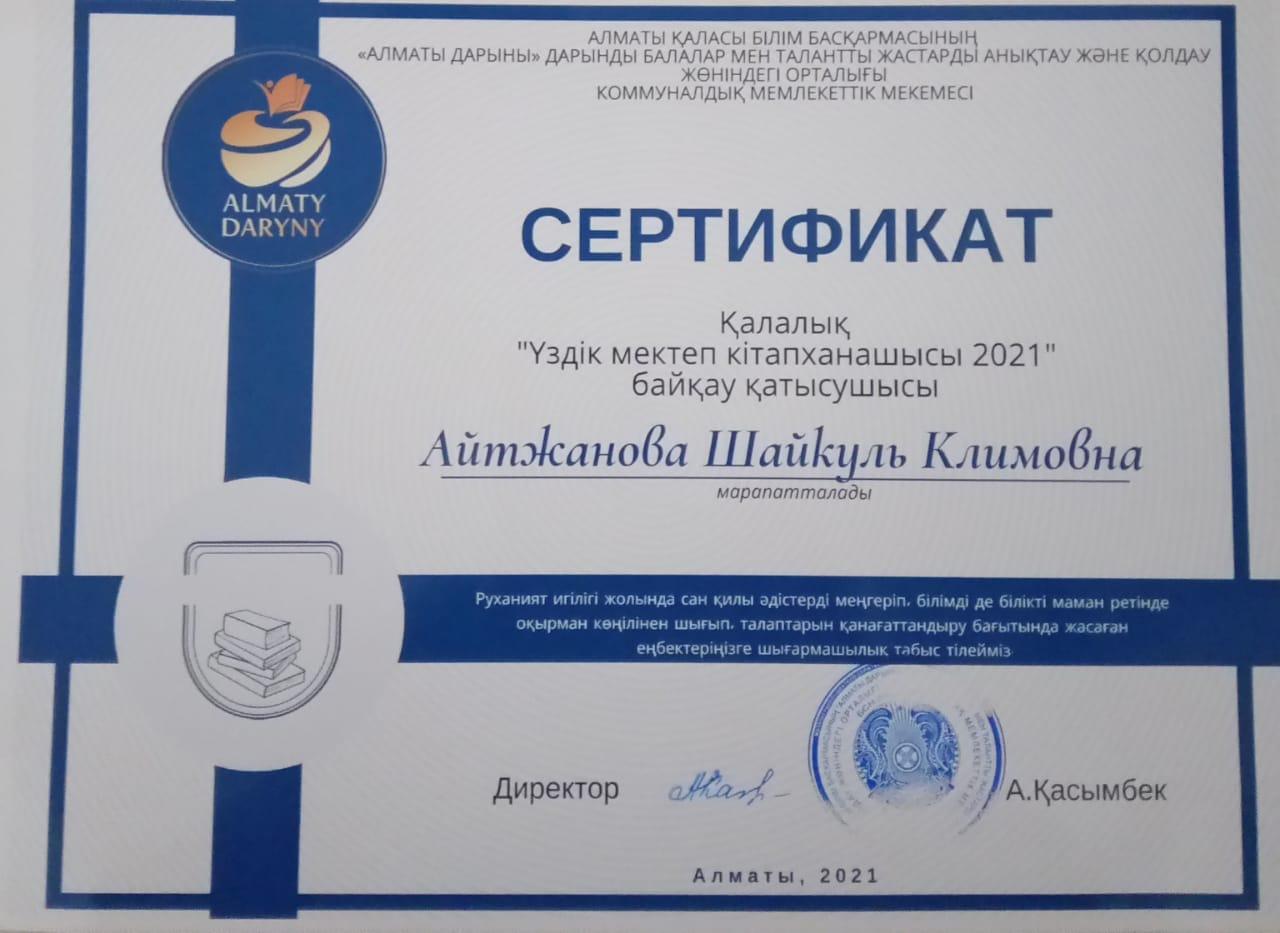 АЛМАТЫ ҚАЛАСЫ БІЛІМ БАСҚАРМАСЫНЫҢ
«АЛМАТЫ ДАРЫНЫ» ДАРЫНДЫ БАЛАЛАР МЕН ТАЛАНТТЫ ЖАСТАРДЫ АНЫҚТАУ ЖӘНЕ ҚОЛДАУ
ЖӨНІНДЕГІ ОРТАЛЫҒЫ
КОММУНАЛДЫҚ МЕМЛЕКЕТТІК МЕКЕМЕСІ
ALMATY
DARYNY
СЕРТИФИКАТ
Қалалық
"Үздік мектеп кітапханашысы 2021"
байқау қатысушысы
Айтжанова Шайкуль Климовна
марапатталады
Руханият игілігі жолында сан қилы әдістерді меңгеріп, білімді де білікті маман ретінде
оқырман көңілінен шығып, талаптарын қанағаттандыру бағытында жасаған
еңбектеріңізге шығармашылық табыс тілейміз
Директор
А.Қасымбек
Алматы, 2021